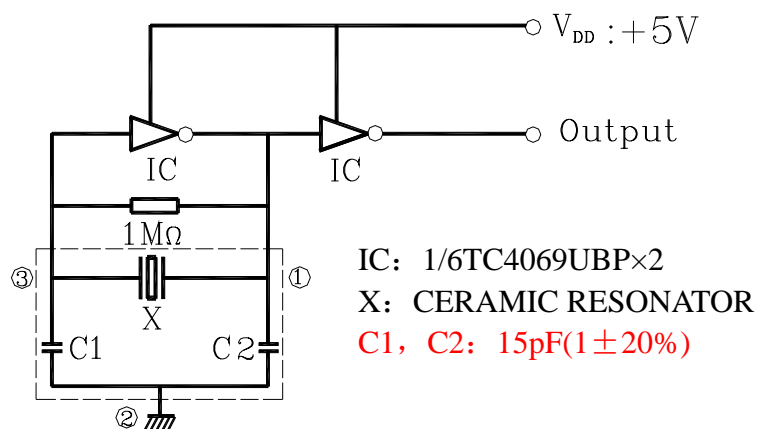 V_DD : +5V
Output
IC
IC
1MΩ
③
①
X
C1
C2
②
IC：1/6TC4069UBP×2
X：CERAMIC RESONATOR
C1，C2：15pF(1±20%)